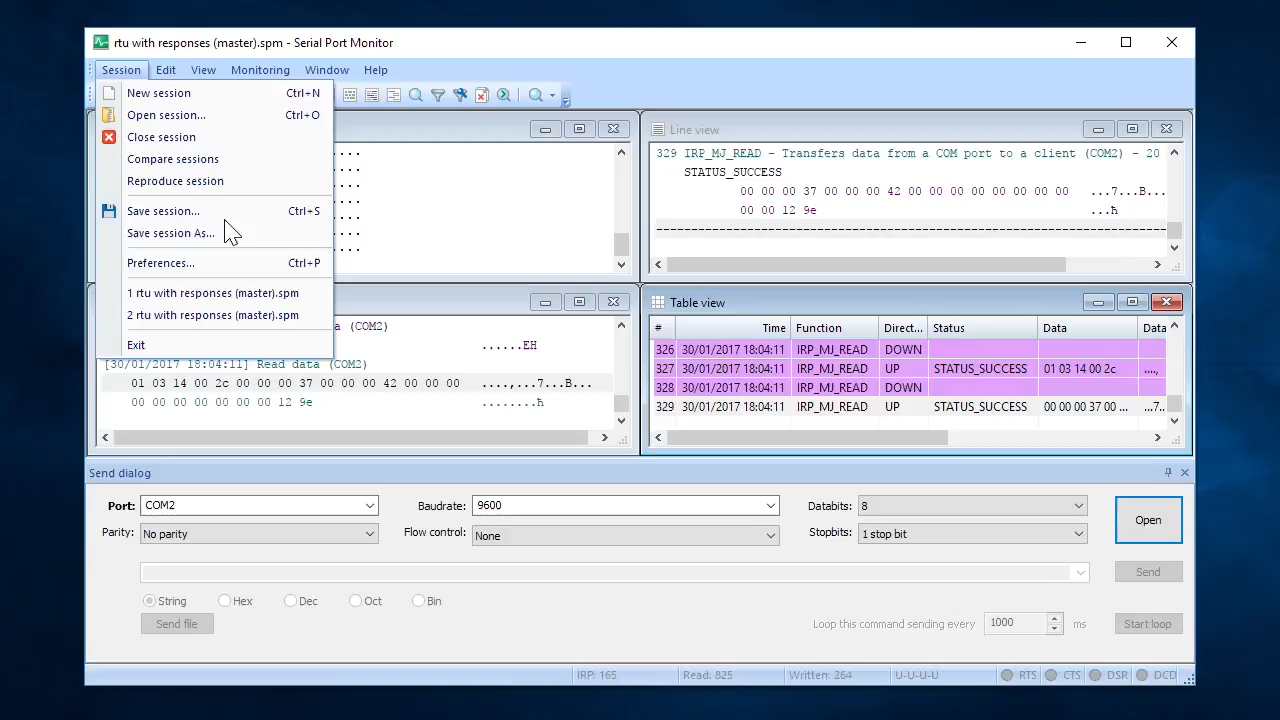 rtu with responses (master).spm - Serial Port Monitor
Session Edit View Monitoring Window Help
New session Ctrl+N
Open session... Ctrl+O
Close session
Compare sessions
Reproduce session
Save session... Ctrl+S
Save session As...
Preferences... Ctrl+P
1 rtu with responses (master).spm
2 rtu with responses (master).spm
Exit
....
....
....
....
....
....
Line view
329 IRP_MJ_READ – Transfers data from a COM port to a client (COM2) – 20
STATUS_SUCCESS
00 00 00 37 00 00 00 42 00 00 00 00 00 00 00 ...7...B...
00 00 12 9e ...ћ
(COM2)
......EH
[30/01/2017 18:04:11] Read data (COM2)
01 03 14 00 2c 00 00 00 37 00 00 00 42 00 00 00 ....,...7...B...
00 00 00 00 00 00 00 12 9e ........ћ
Table view
# Time Function Direct... Status Data Data
326 30/01/2017 18:04:11 IRP_MJ_READ DOWN
327 30/01/2017 18:04:11 IRP_MJ_READ UP STATUS_SUCCESS 01 03 14 00 2c ....,
328 30/01/2017 18:04:11 IRP_MJ_READ DOWN
329 30/01/2017 18:04:11 IRP_MJ_READ UP STATUS_SUCCESS 00 00 00 37 00 ... ...7..
Send dialog
Port: COM2 Baudrate: 9600 Databits: 8 Open
Parity: No parity Flow control: None Stopbits: 1 stop bit
Send
String Hex Dec Oct Bin
Send file Loop this command sending every 1000 ms Start loop
IRP: 165 Read: 825 Written: 264 U-U-U-U RTS CTS DSR DCD